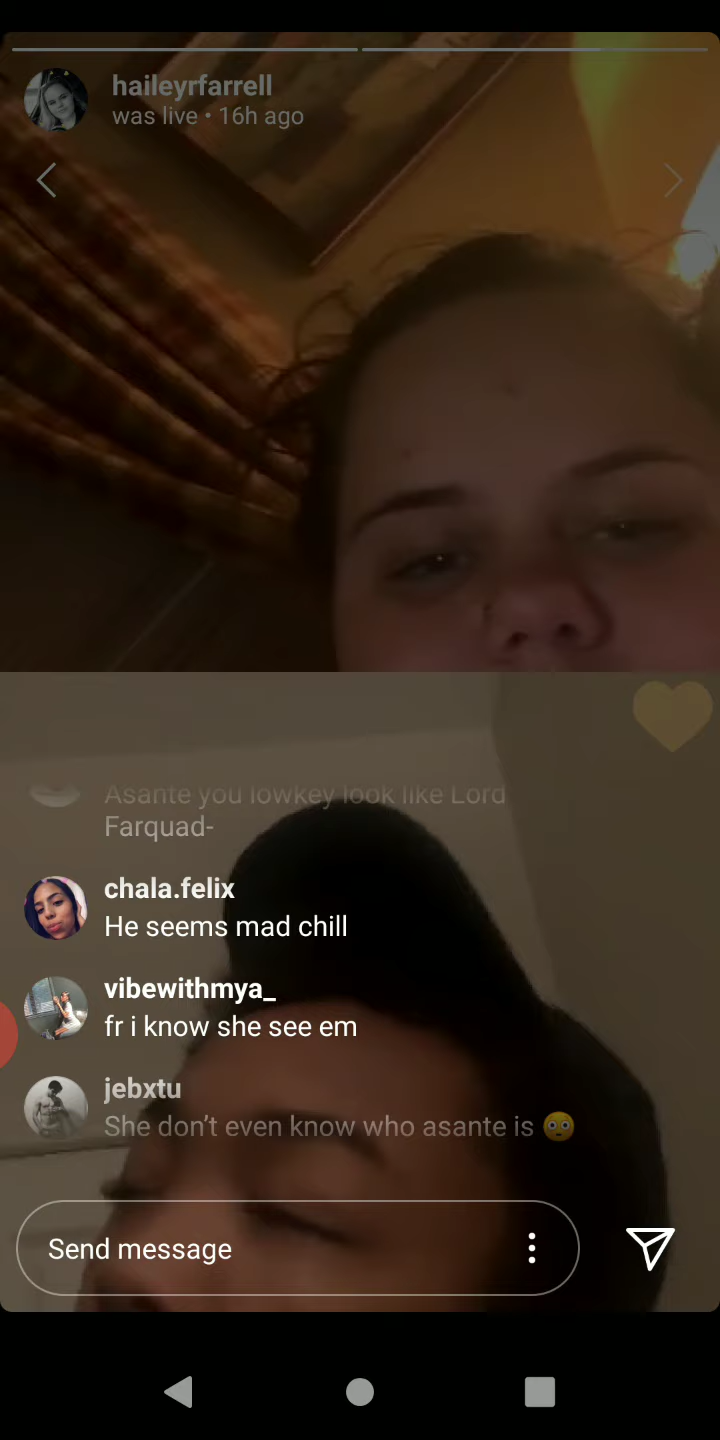 haileyrfarrell
was live • 16h ago
Asante you lowkey look like Lord
Farquad-
chala.felix
He seems mad chill
vibewithmya_
fr i know she see em
jebxtu
She don’t even know who asante is 😳
Send message